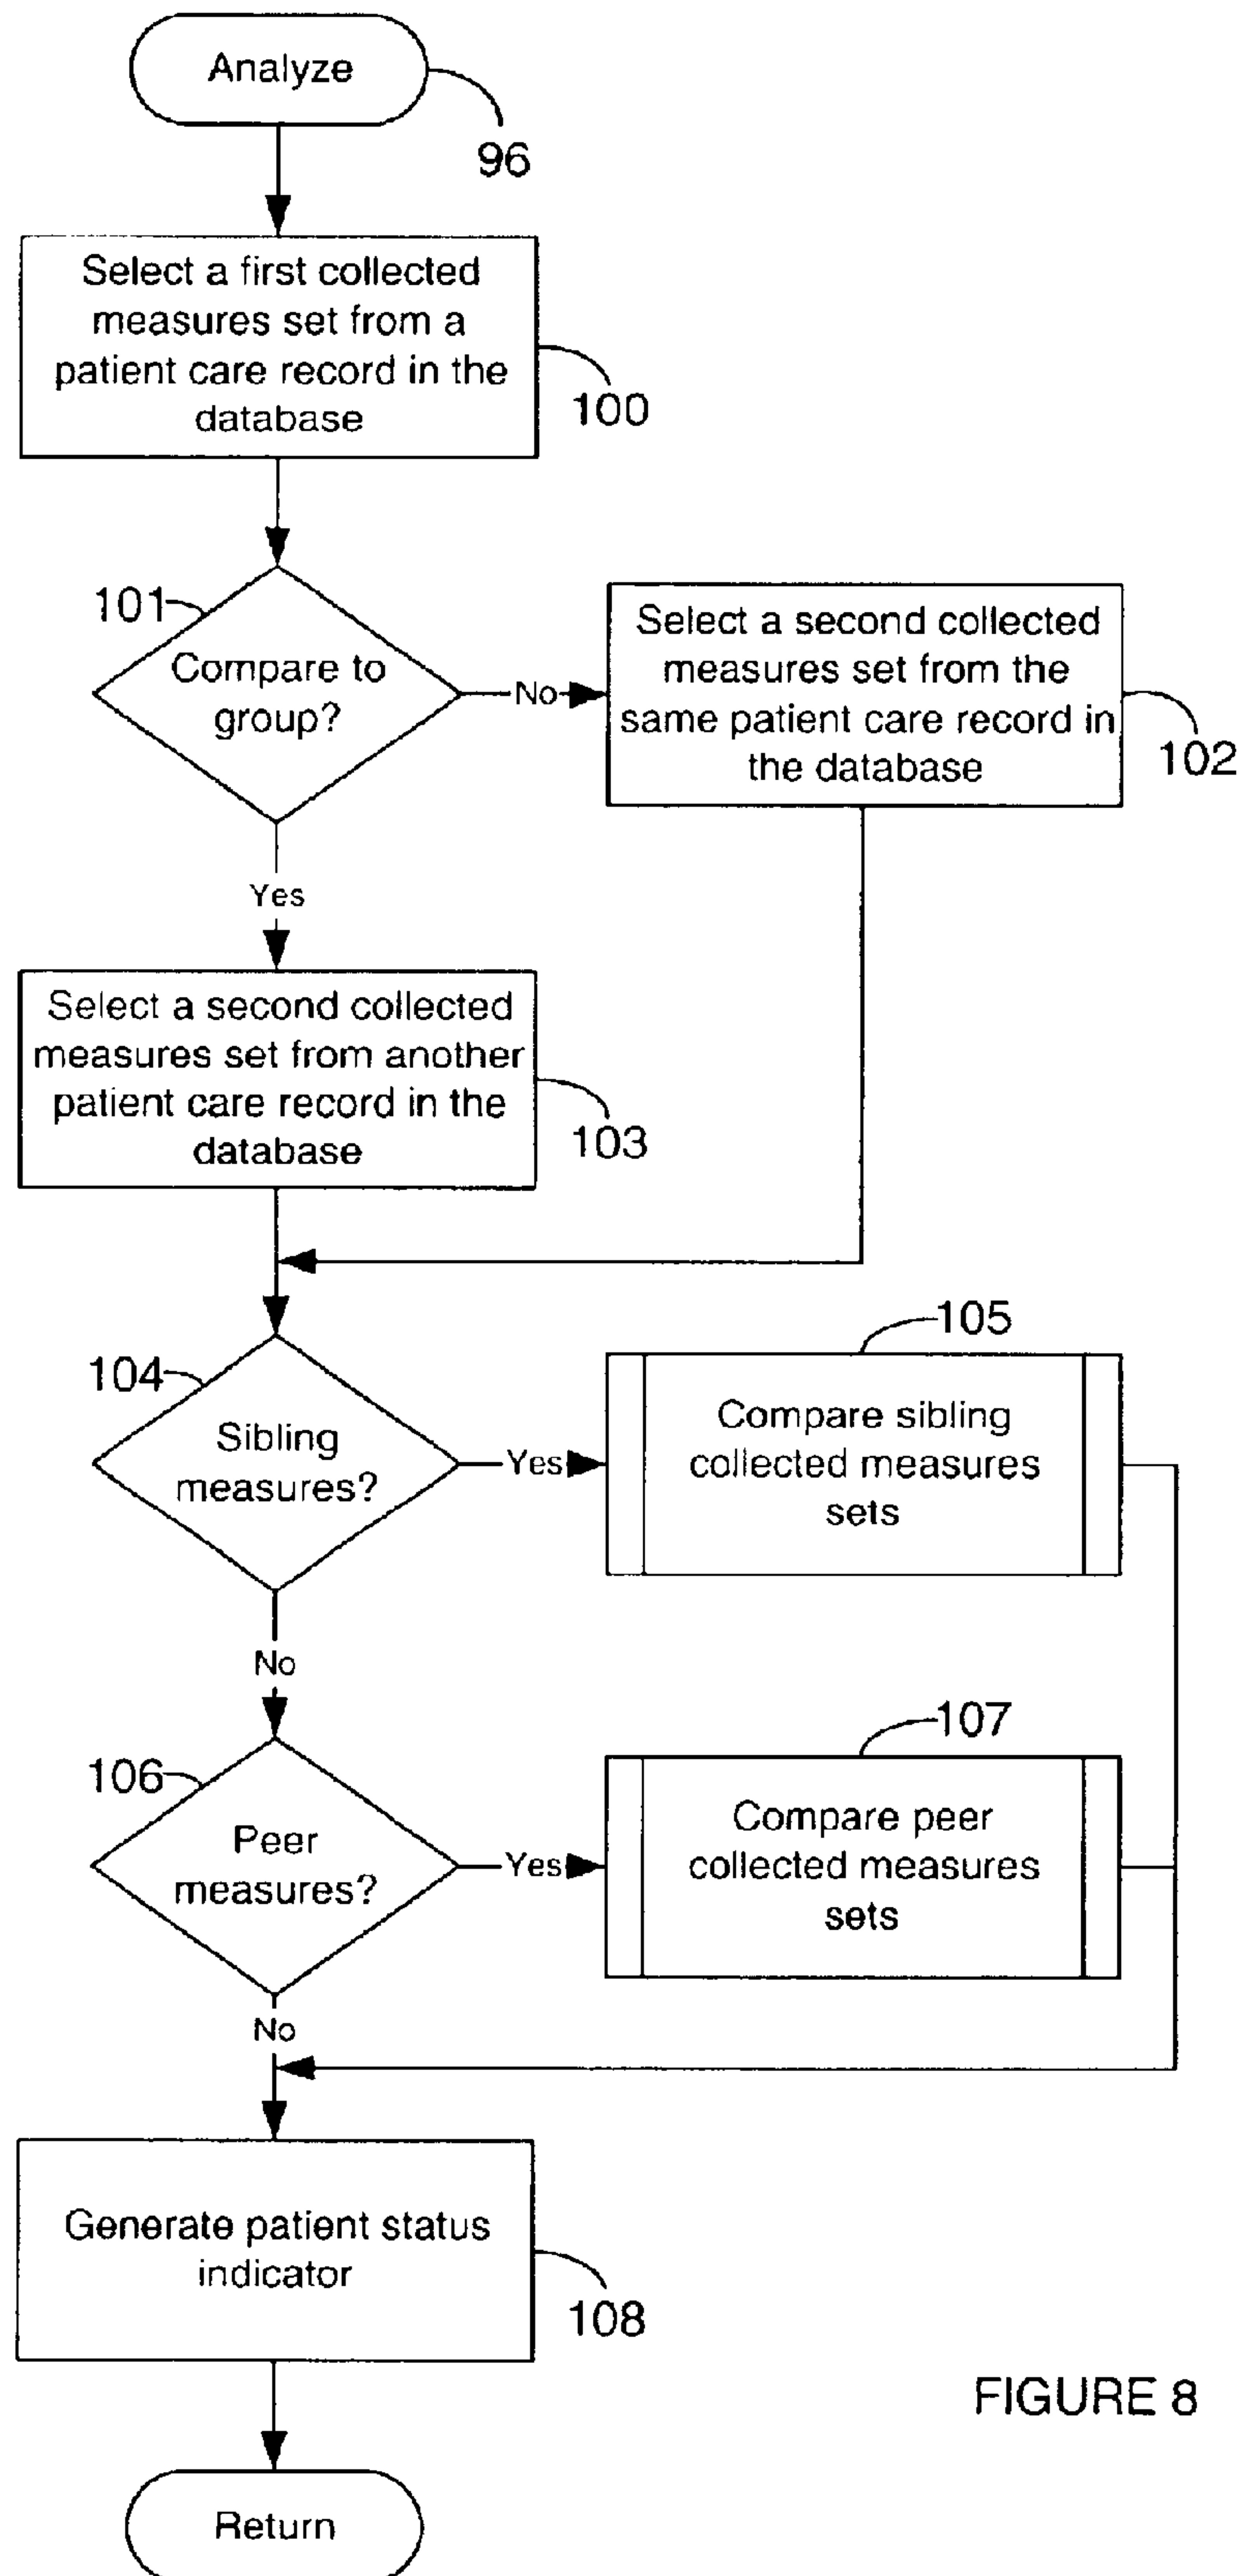 Analyze
96
Select a first collected
measures set from a
patient care record in the
database
100
101
Compare to
group?
No
Select a second collected
measures set from the
same patient care record in
the database
102
Yes
Select a second collected
measures set from another
patient care record in the
database
103
104
Sibling
measures?
Yes
105
Compare sibling
collected measures
sets
No
106
Peer
measures?
Yes
107
Compare peer
collected measures
sets
No
Generate patient status
indicator
108
FIGURE 8
Return